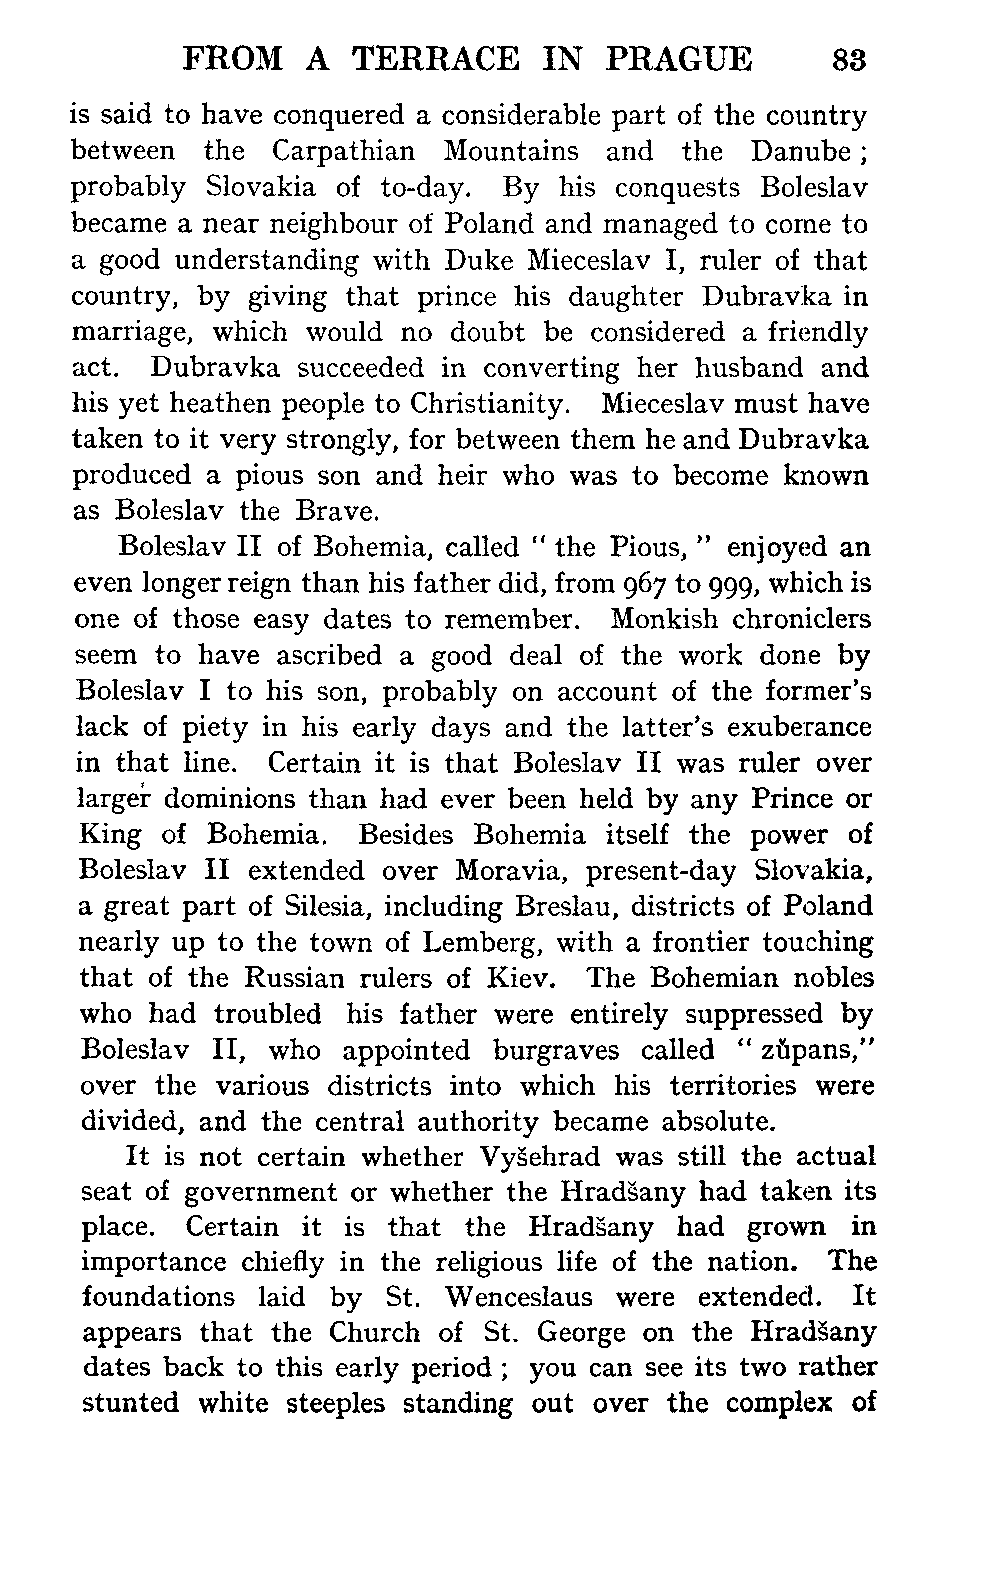 FROM A TERRACE IN PRAGUE 83
is said to have conquered a considerable part of the country
between the Carpathian Mountains and the Danube ;
probably Slovakia of to-day. By his conquests Boleslav
became a near neighbour of Poland and managed to come to
a good understanding with Duke Mieceslav I, ruler of that
country, by giving that prince his daughter Dubravka in
marriage, which would no doubt be considered a friendly
act. Dubravka succeeded in converting her husband and
his yet heathen people to Christianity. Mieceslav must have
taken to it very strongly, for between them he and Dubravka
produced a pious son and heir who was to become known
as Boleslav the Brave.
Boleslav II of Bohemia, called “ the Pious, ” enjoyed an
even longer reign than his father did, from 967 to 999, which is
one of those easy dates to remember. Monkish chroniclers
seem to have ascribed a good deal of the work done by
Boleslav I to his son, probably on account of the former's
lack of piety in his early days and the latter's exuberance
in that line. Certain it is that Boleslav II was ruler over
larger dominions than had ever been held by any Prince or
King of Bohemia. Besides Bohemia itself the power of
Boleslav II extended over Moravia, present-day Slovakia,
a great part of Silesia, including Breslau, districts of Poland
nearly up to the town of Lemberg, with a frontier touching
that of the Russian rulers of Kiev. The Bohemian nobles
who had troubled his father were entirely suppressed by
Boleslav II, who appointed burgraves called “ zŭpans,”
over the various districts into which his territories were
divided, and the central authority became absolute.
It is not certain whether Vyšehrad was still the actual
seat of government or whether the Hradšany had taken its
place. Certain it is that the Hradšany had grown in
importance chiefly in the religious life of the nation. The
foundations laid by St. Wenceslaus were extended. It
appears that the Church of St. George on the Hradšany
dates back to this early period ; you can see its two rather
stunted white steeples standing out over the complex of